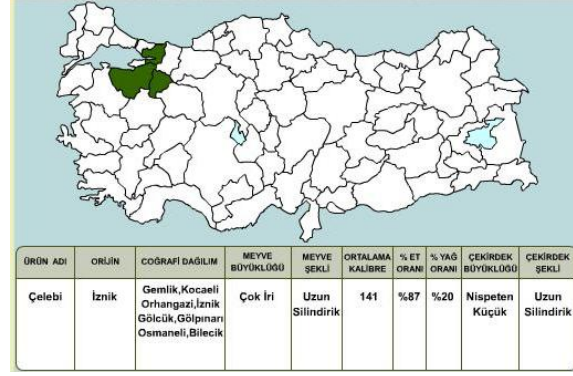 ÜRÜN ADI ORİJİN COĞRAFİ DAĞILIM MEYVE BÜYÜKLÜĞÜ MEYVE ŞEKLİ ORTALAMA KALİBRE % ET ORANI % YAĞ ORANI ÇEKİRDEK BÜYÜKLÜĞÜ ÇEKİRDEK ŞEKLİ
Çelebi İznik Gemlik,Kocaeli Çok İri Uzun Silindirik 141 %87 %20 Nispeten Küçük Uzun Silindirik
Orhangazi,İznik
Gölcük,Gölpınarı
Osmaneli,Bilecik